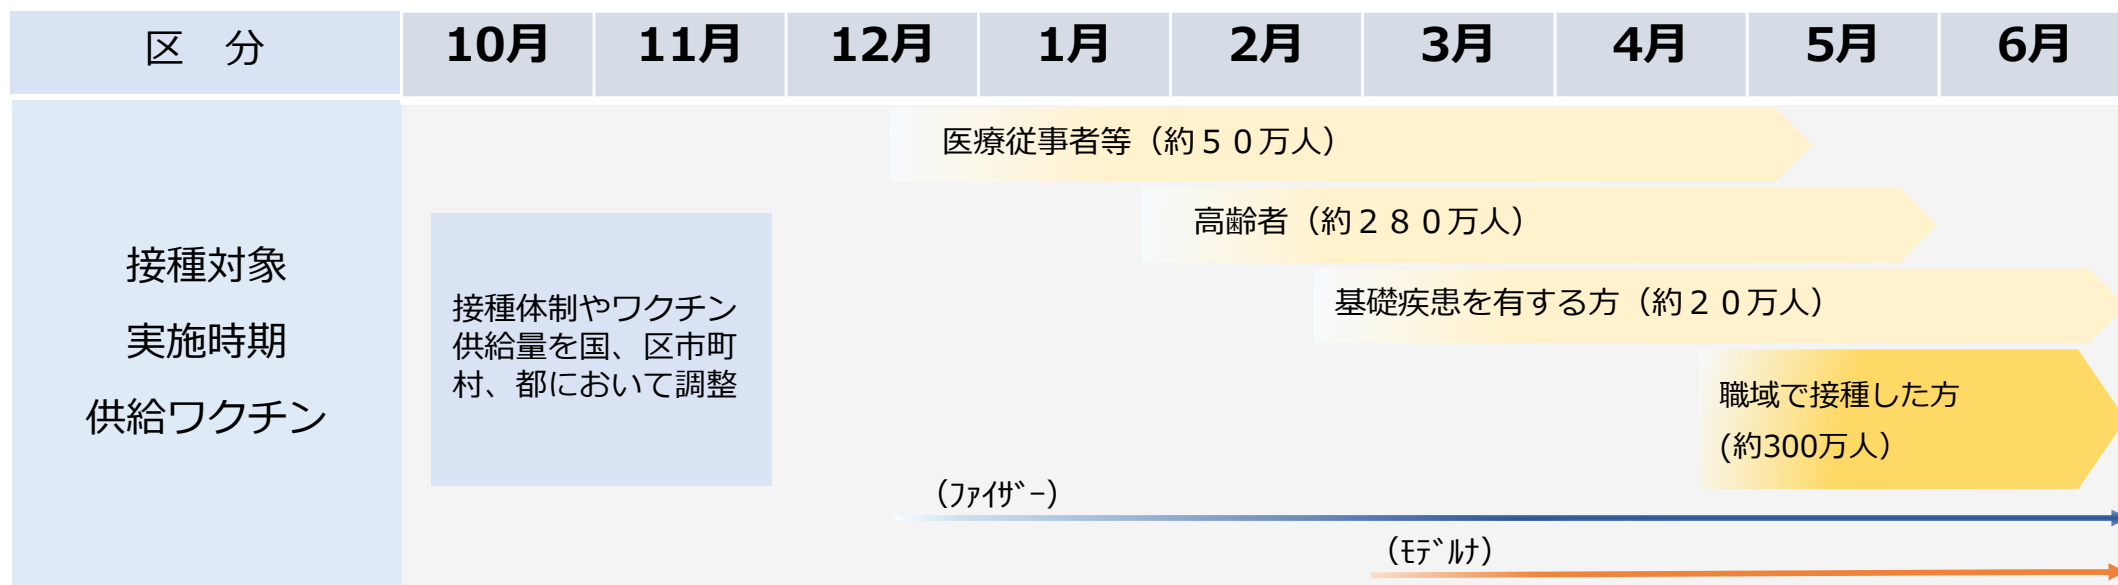 区　分
10月
11月
12月
1月
2月
3月
4月
5月
6月
接種対象
実施時期
供給ワクチン
接種体制やワクチン
供給量を国、区市町
村、都において調整
医療従事者等（約５０万人）
高齢者（約２８０万人）
基礎疾患を有する方（約２０万人）
職域で接種した方
(約300万人）
（ﾌｧｲｻﾞｰ）
（ﾓﾃﾞﾙﾅ）